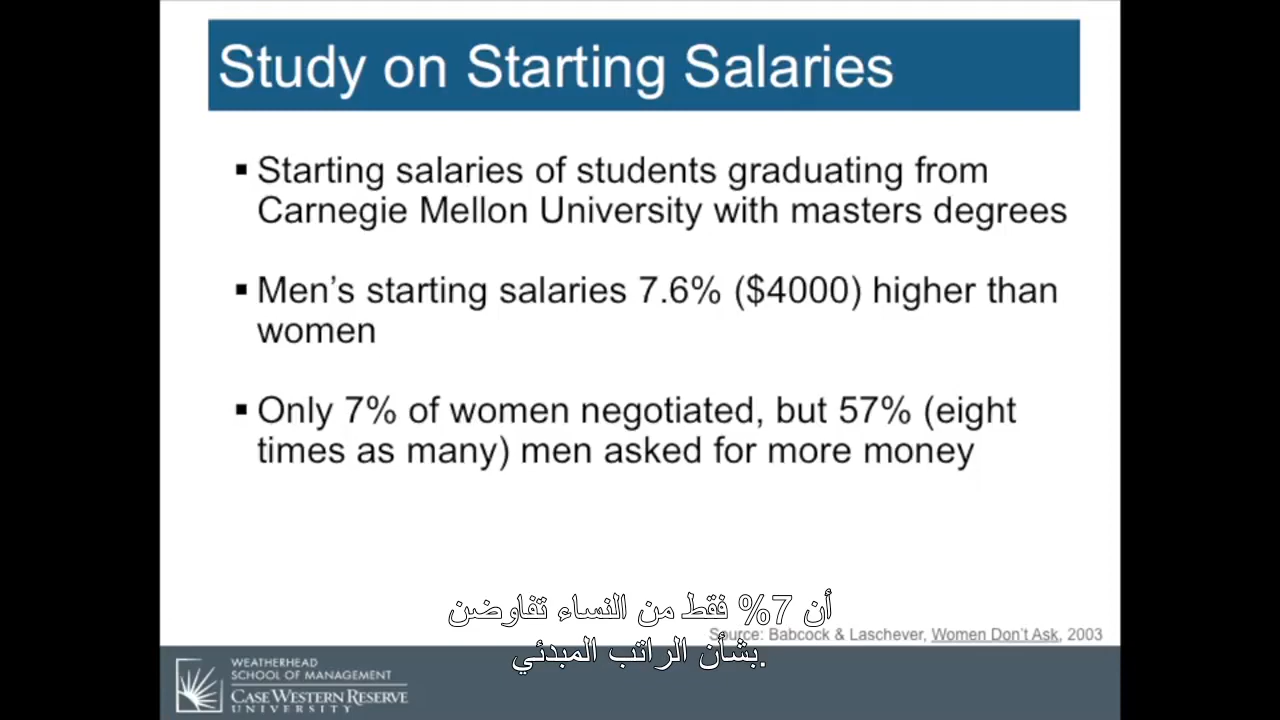 Study on Starting Salaries
▪ Starting salaries of students graduating from
Carnegie Mellon University with masters degrees
▪ Men's starting salaries 7.6% ($4000) higher than
women
▪ Only 7% of women negotiated, but 57% (eight
times as many) men asked for more money
أن 7% فقط من النساء تفاوضن
بشأن الراتب المبدئي.
Source: Babcock & Laschever, Women Don't Ask, 2003
WEATHERHEAD
SCHOOL OF MANAGEMENT
CASE WESTERN RESERVE
UNIVERSITY